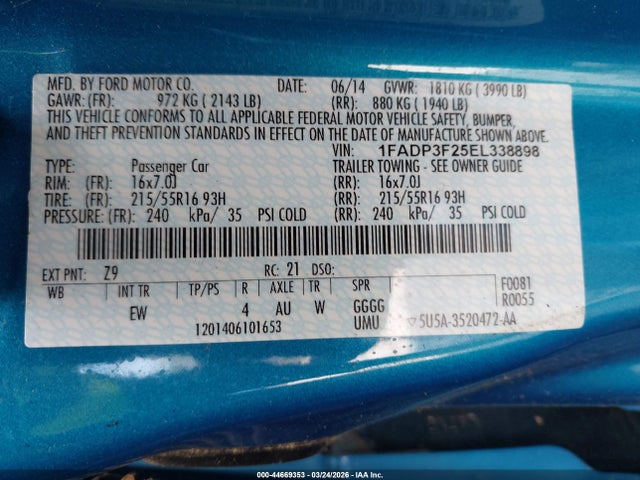 MFD. BY FORD MOTOR CO. DATE: 06/14 GVWR: 1810 KG ( 3990 LB)
GAWR: (FR): 972 KG ( 2143 LB) (RR): 880 KG ( 1940 LB)
THIS VEHICLE CONFORMS TO ALL APPLICABLE FEDERAL MOTOR VEHICLE SAFETY, BUMPER,
AND THEFT PREVENTION STANDARDS IN EFFECT ON THE DATE OF MANUFACTURE SHOWN ABOVE.
VIN: 1FADP3F25EL338898
TYPE: Passenger Car TRAILER TOWING - SEE OWNER GUIDE
RIM: (FR): 16x7.0J (RR): 16x7.0J
TIRE: (FR): 215/55R16 93H (RR): 215/55R16 93H
PRESSURE: (FR): 240 kPa/ 35 PSI COLD (RR): 240 kPa/ 35 PSI COLD
EXT PNT: Z9 RC: 21 DSO: F0081
WB INT TR TP/PS R AXLE TR SPR R0055
EW 4 AU W GGGG
1201406101653 UMU ▽5U5A-3520472-AA
000-44669353 | 03/24/2026 | IAA Inc.